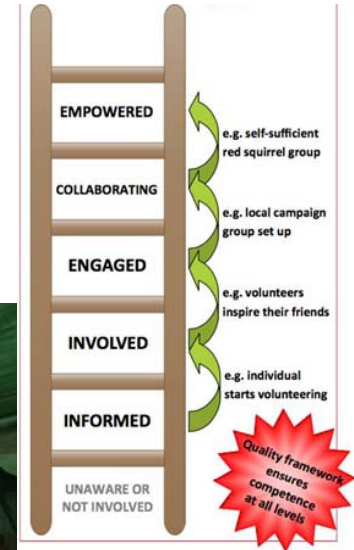 EMPOWERED
e.g. self-sufficient
red squirrel group
COLLABORATING
e.g. local campaign
group set up
ENGAGED
e.g. volunteers
inspire their friends
INVOLVED
e.g. individual
starts volunteering
INFORMED
UNAWARE OR
NOT INVOLVED
Quality framework
ensures
competence
at all levels